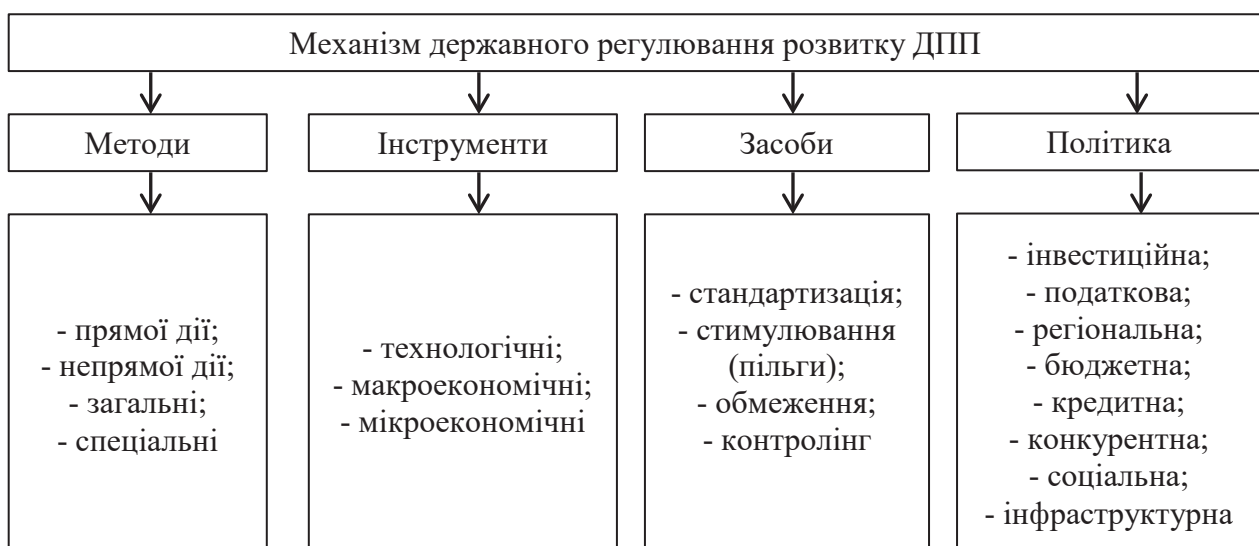 Механізм державного регулювання розвитку ДПП
Методи
Інструменти
Засоби
Політика
- прямої дії;
- непрямої дії;
- загальні;
- спеціальні
- технологічні;
- макроекономічні;
- мікроекономічні
- стандартизація;
- стимулювання
(пільги);
- обмеження;
- контролінг
- інвестиційна;
- податкова;
- регіональна;
- бюджетна;
- кредитна;
- конкурентна;
- соціальна;
- інфраструктурна